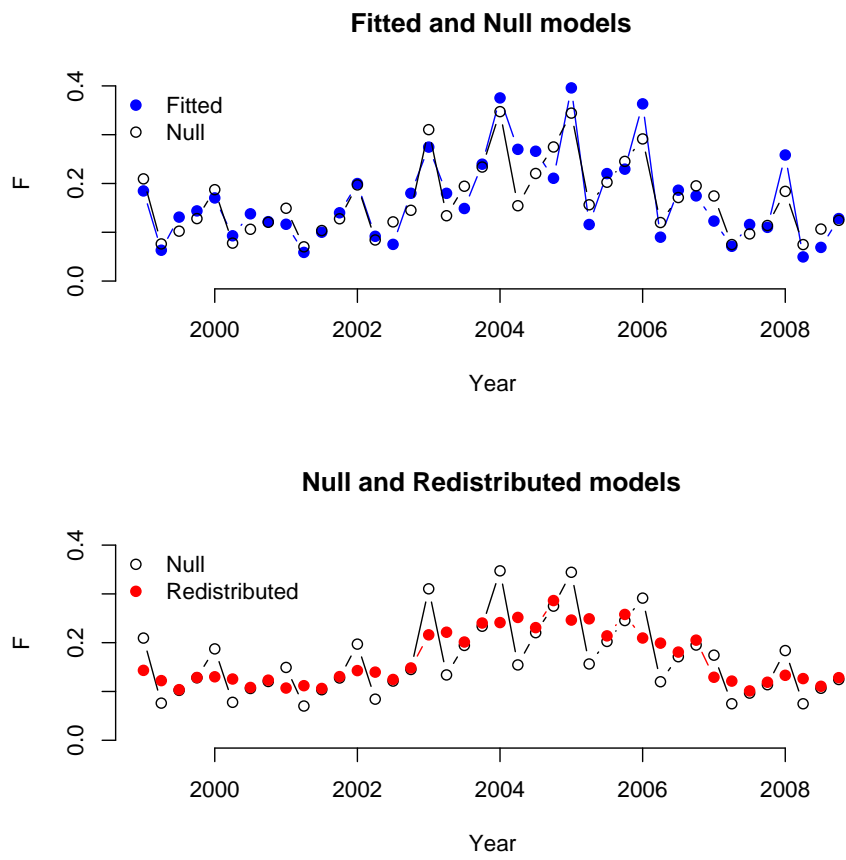 Fitted and Null models
F
0.4
0.2
0.0
Fitted
Null
2000 2002 2004 2006 2008
Year
Null and Redistributed models
F
0.4
0.2
0.0
Null
Redistributed
2000 2002 2004 2006 2008
Year